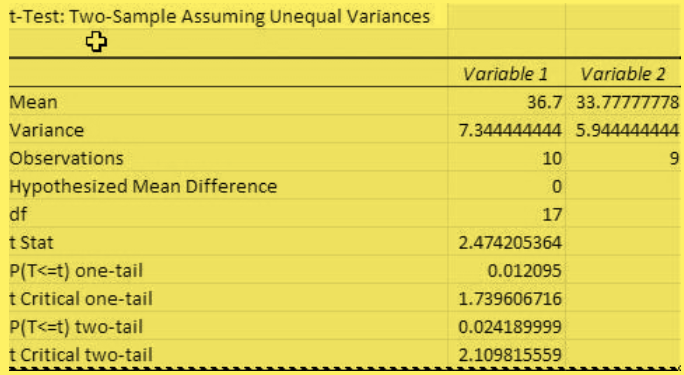 t-Test: Two-Sample Assuming Unequal Variances
Variable 1 Variable 2
Mean 36.7 33.77777778
Variance 7.344444444 5.944444444
Observations 10 9
Hypothesized Mean Difference 0
df 17
t Stat 2.474205364
P(T<=t) one-tail 0.012095
t Critical one-tail 1.739606716
P(T<=t) two-tail 0.024189999
t Critical two-tail 2.109815559